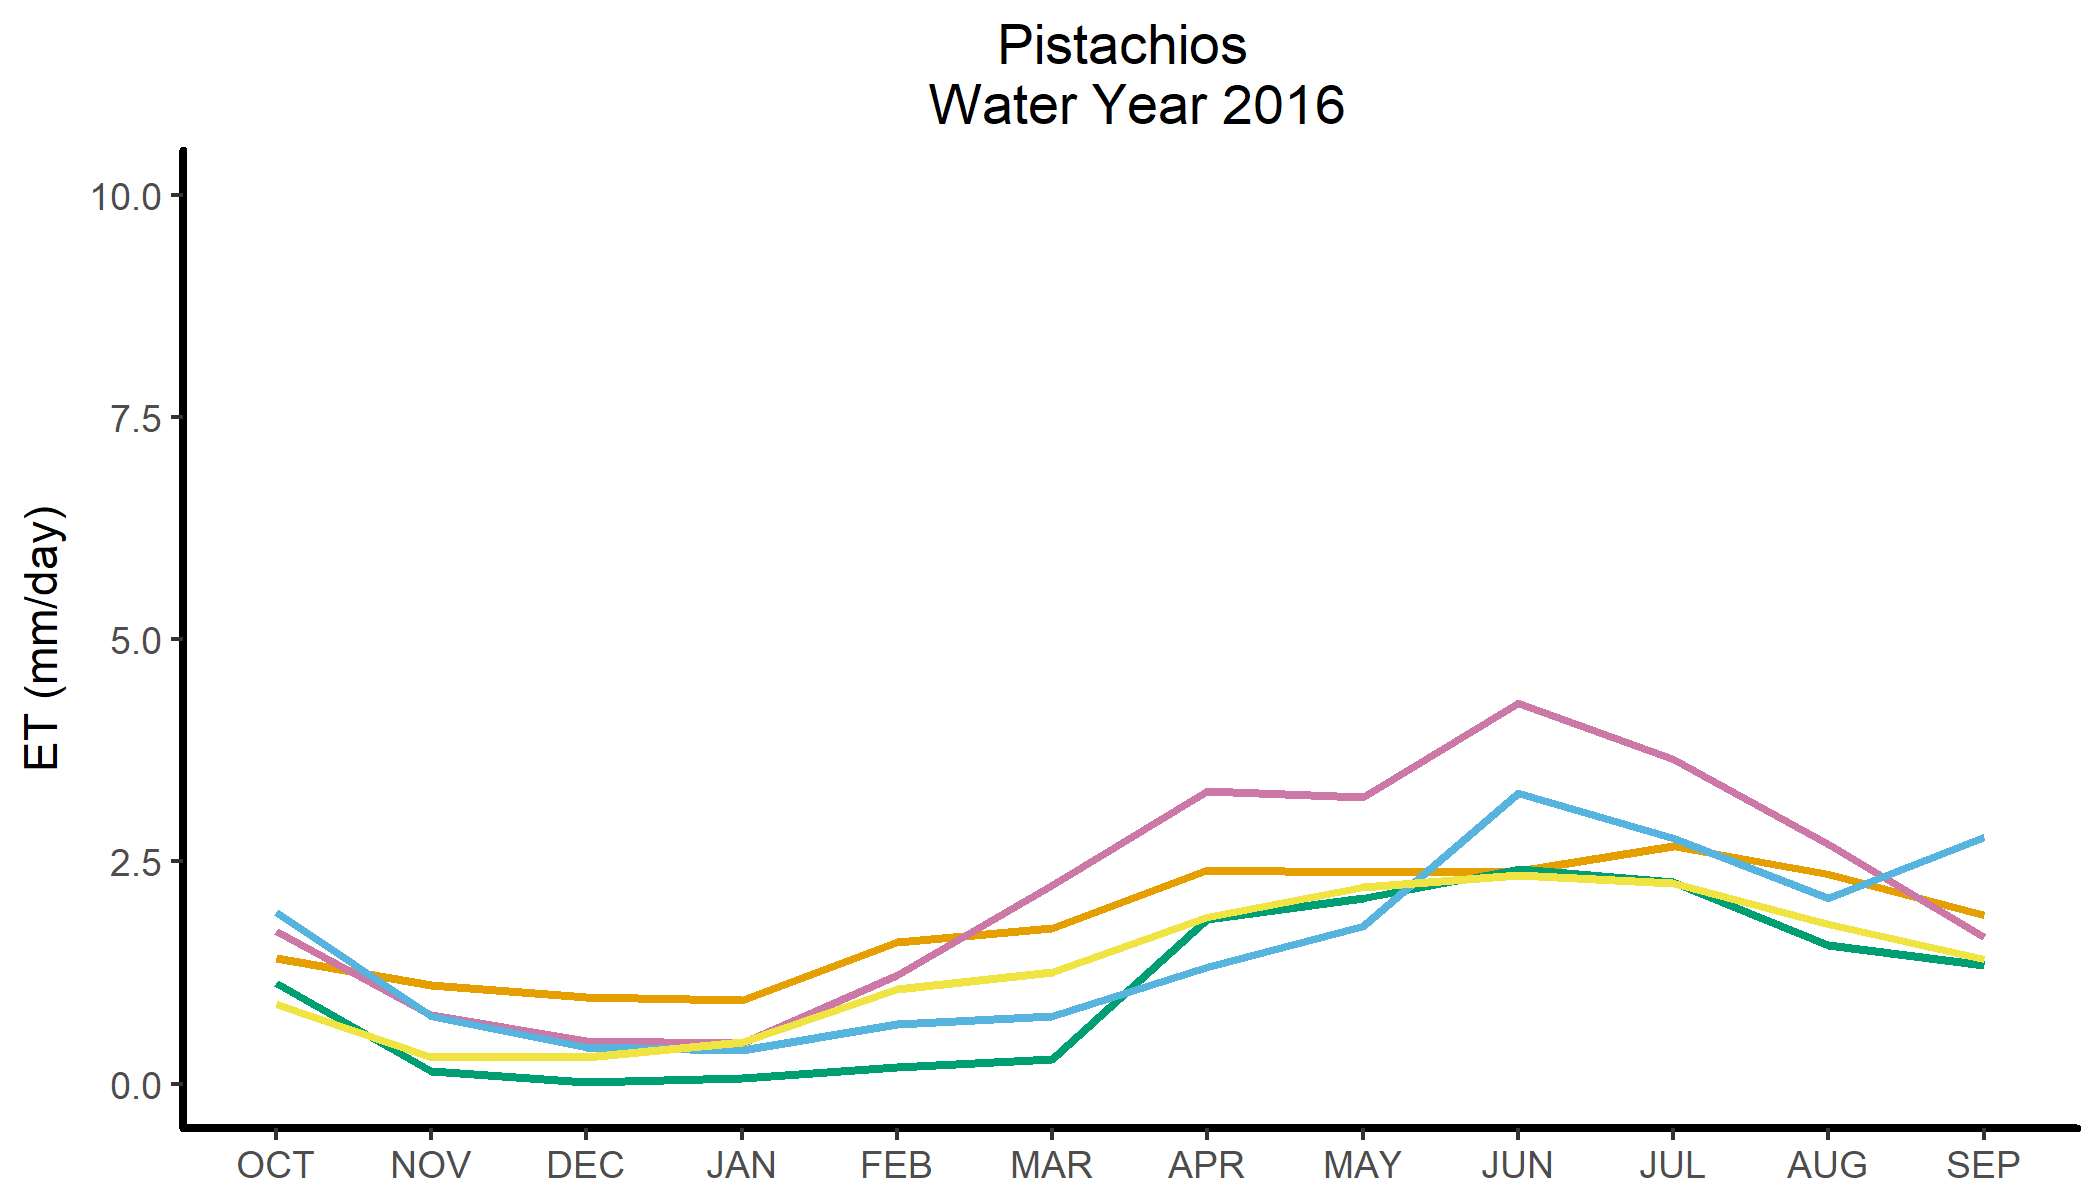 Pistachios
Water Year 2016
10.0
7.5
5.0
2.5
0.0
ET (mm/day)
OCT NOV DEC JAN FEB MAR APR MAY JUN JUL AUG SEP